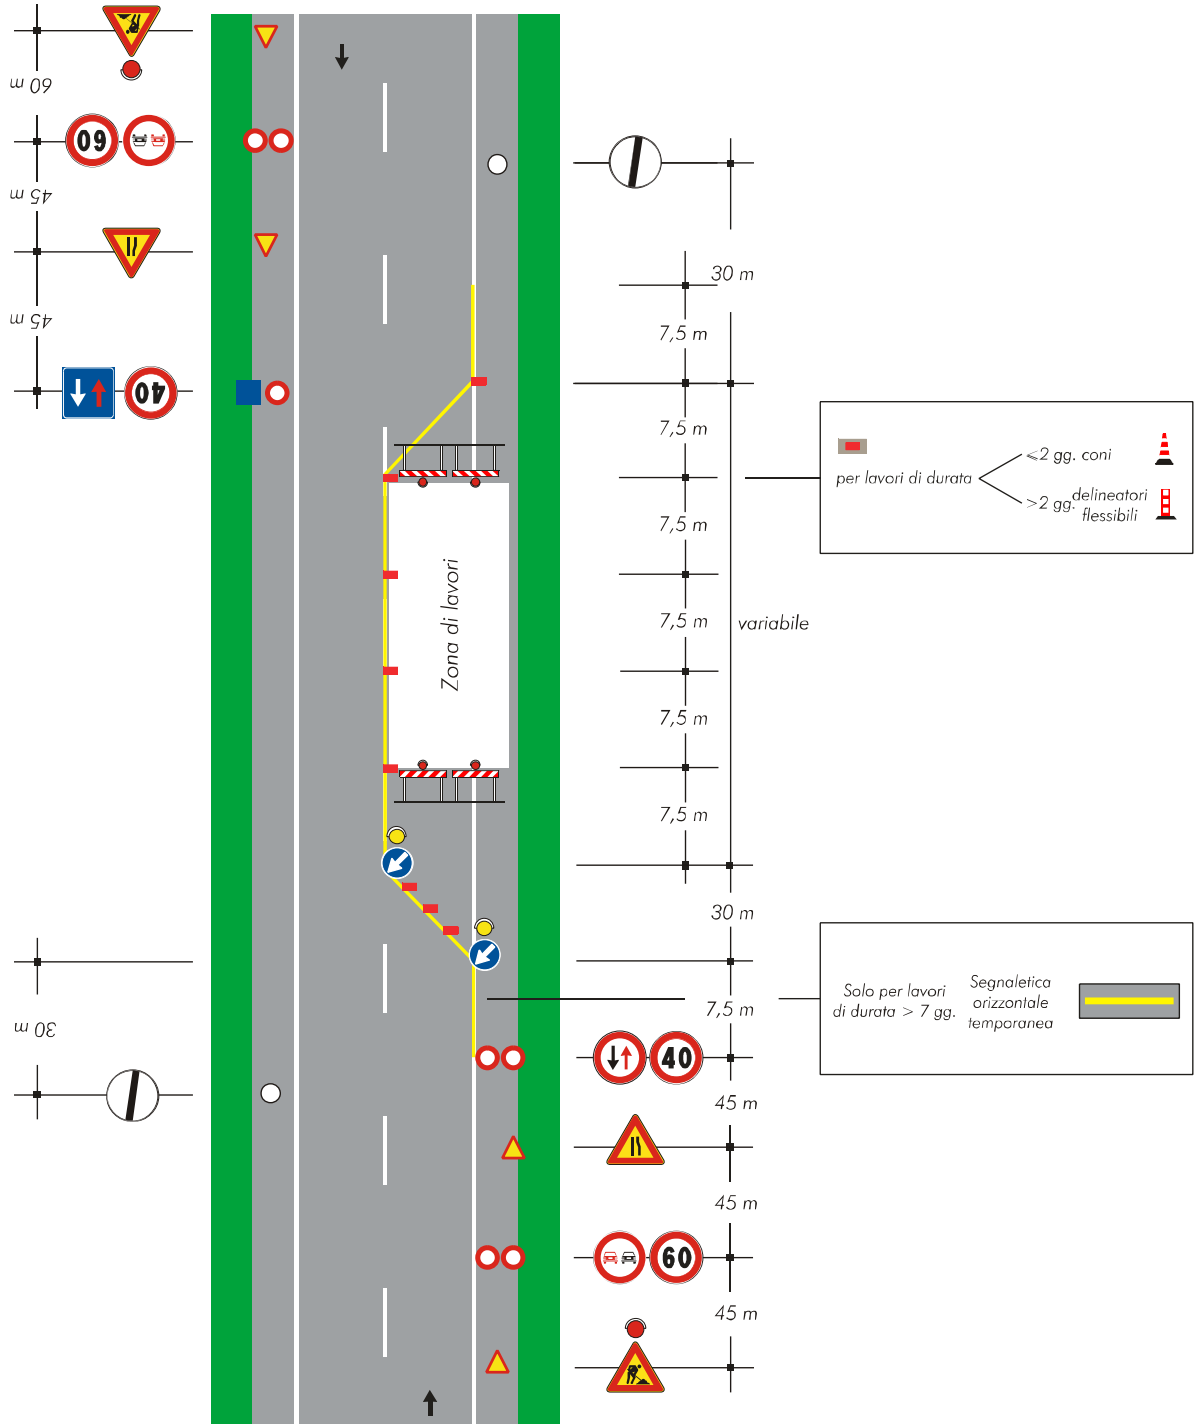 60 m
60
45 m
45 m
40
30 m
30 m
7,5 m
7,5 m
7,5 m
7,5 m
7,5 m
7,5 m
variabile
30 m
7,5 m
40
45 m
45 m
60
45 m
Zona di lavori
per lavori di durata
≤2 gg. coni
>2 gg. delineatori
flessibili
Solo per lavori
di durata > 7 gg.
Segnaletica
orizzontale
temporanea